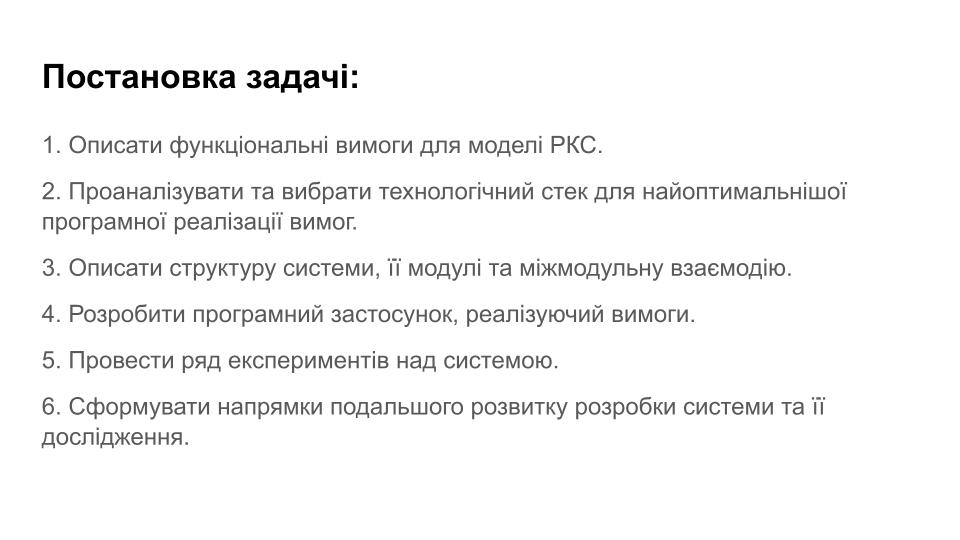 Постановка задачі:
1. Описати функціональні вимоги для моделі РКС.
2. Проаналізувати та вибрати технологічний стек для найоптимальнішої
програмної реалізації вимог.
3. Описати структуру системи, її модулі та міжмодульну взаємодію.
4. Розробити програмний застосунок, реалізуючий вимоги.
5. Провести ряд експериментів над системою.
6. Сформувати напрямки подальшого розвитку розробки системи та її
дослідження.